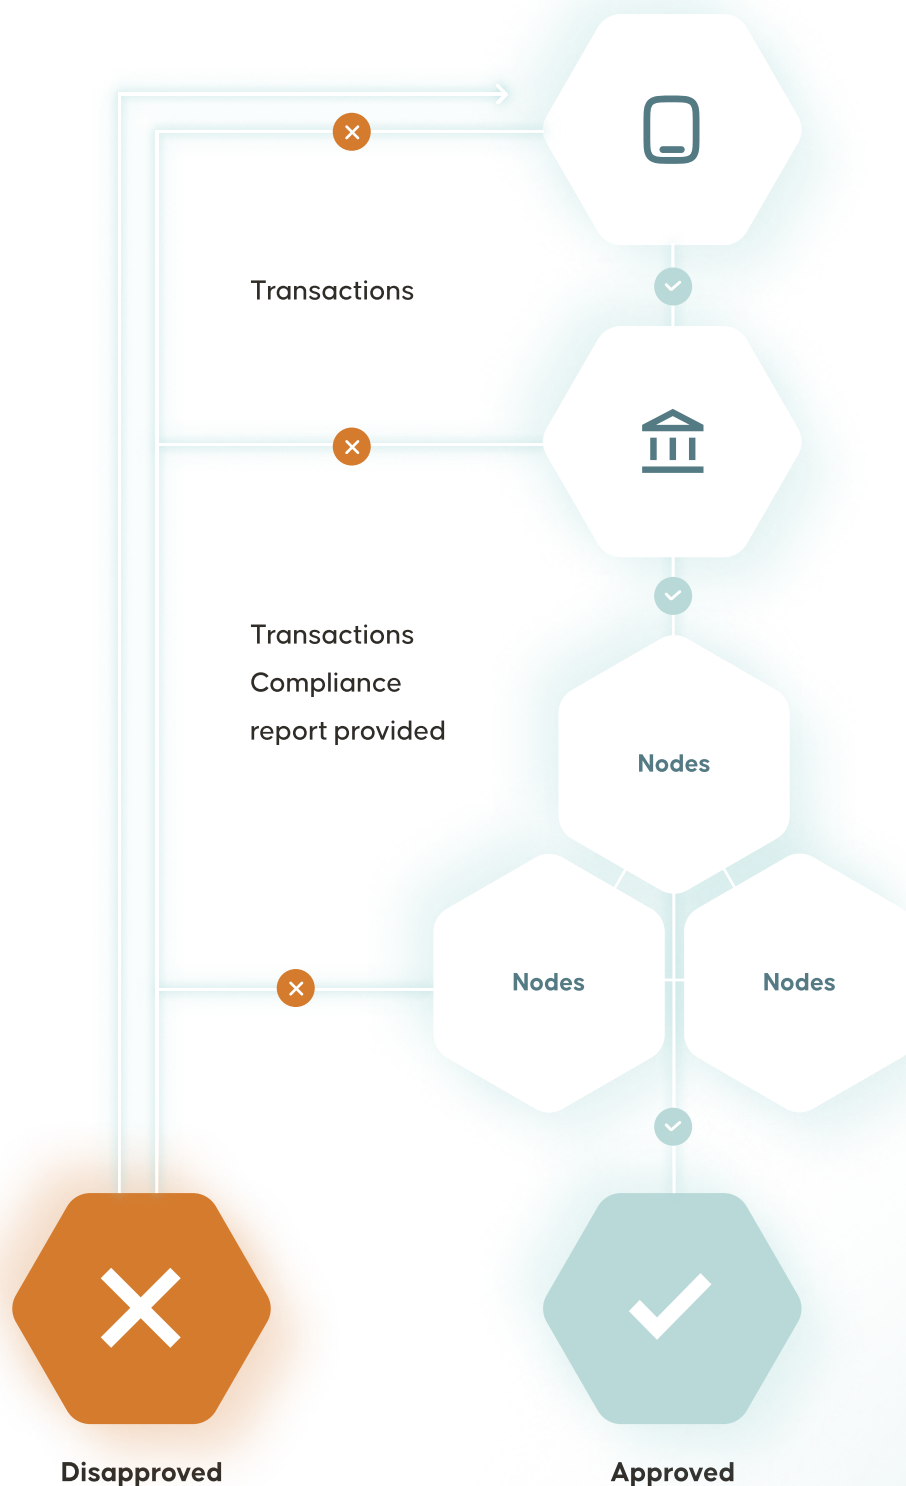 Transactions
Transactions
Compliance
report provided
Nodes
Nodes
Nodes
Disapproved
Approved